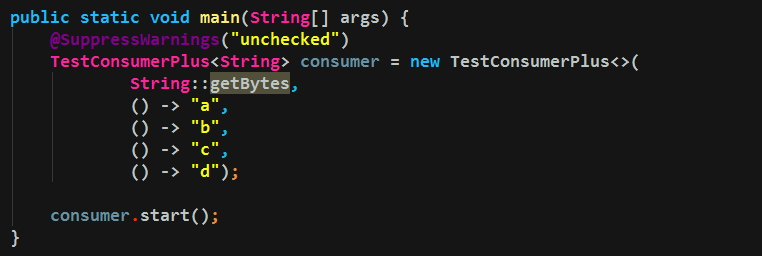 public static void main(String[] args) {
    @SuppressWarnings("unchecked")
    TestConsumerPlus<String> consumer = new TestConsumerPlus<>(
            String::getBytes,
            () -> "a",
            () -> "b",
            () -> "c",
            () -> "d");

    consumer.start();
}